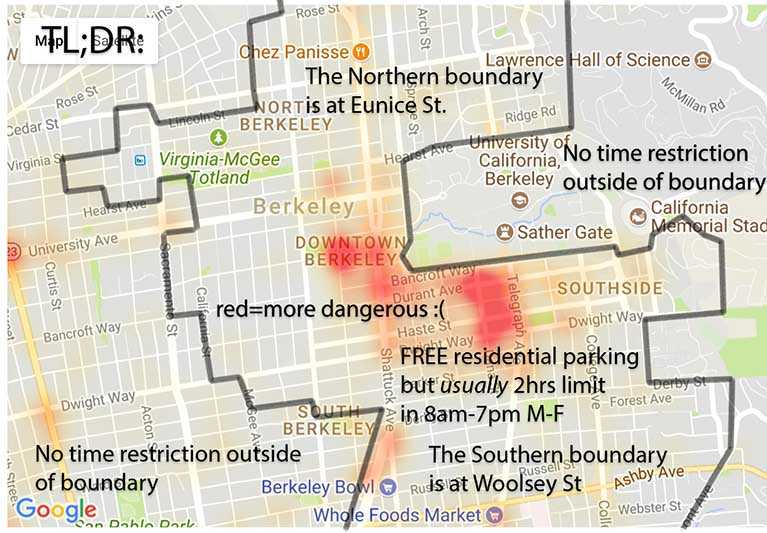 TL;DR:
Map Satellite
Rose St
Arch St
Chez Panisse
Lawrence Hall of Science
The Northern boundary
is at Eunice St.
McMillan Rd
Rose St
Cedar St
Lincoln St
NORTH
BERKELEY
Ridge Rd
Hearst Ave
University of
California,
Berkeley
No time restriction
outside of boundary
Virginia St
Virginia-McGee
Totland
Hearst Ave
Berkeley
California
Memorial Stad
Sather Gate
University Ave
DOWNTOWN
BERKELEY
Sacramento St
Curtis St
California St
Bancroft Way
Durant Ave
Telegraph A
SOUTHSIDE
red=more dangerous :(
Bancroft Way
Haste St
Dwight Way
Dwight Way
FREE residential parking
but usually 2hrs limit
in 8am-7pm M-F
Shattuck Ave
College
Derby St
Forest Ave
Dwight Way
Acton St
McGee Ave
SOUTH
BERKELEY
No time restriction outside
of boundary
The Southern boundary
is at Woolsey St
Russell St
Ashby Ave
Berkeley Bowl
Russell
Webster St
Google
San Pablo Park
Whole Foods Market